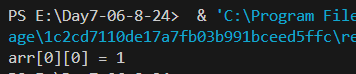 PS E:\Day7-06-8-24>  & 'C:\Program File
age\1c2cd7110de17a7fb03b991bceed5ffc\re
arr[0][0] = 1